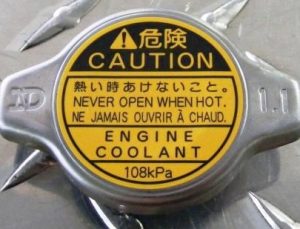 ⚠危険
CAUTION
熱い時あけないこと。
NEVER OPEN WHEN HOT.
NE JAMAIS OUVRIR À CHAUD.
ENGINE
COOLANT
108kPa
ND
1.1